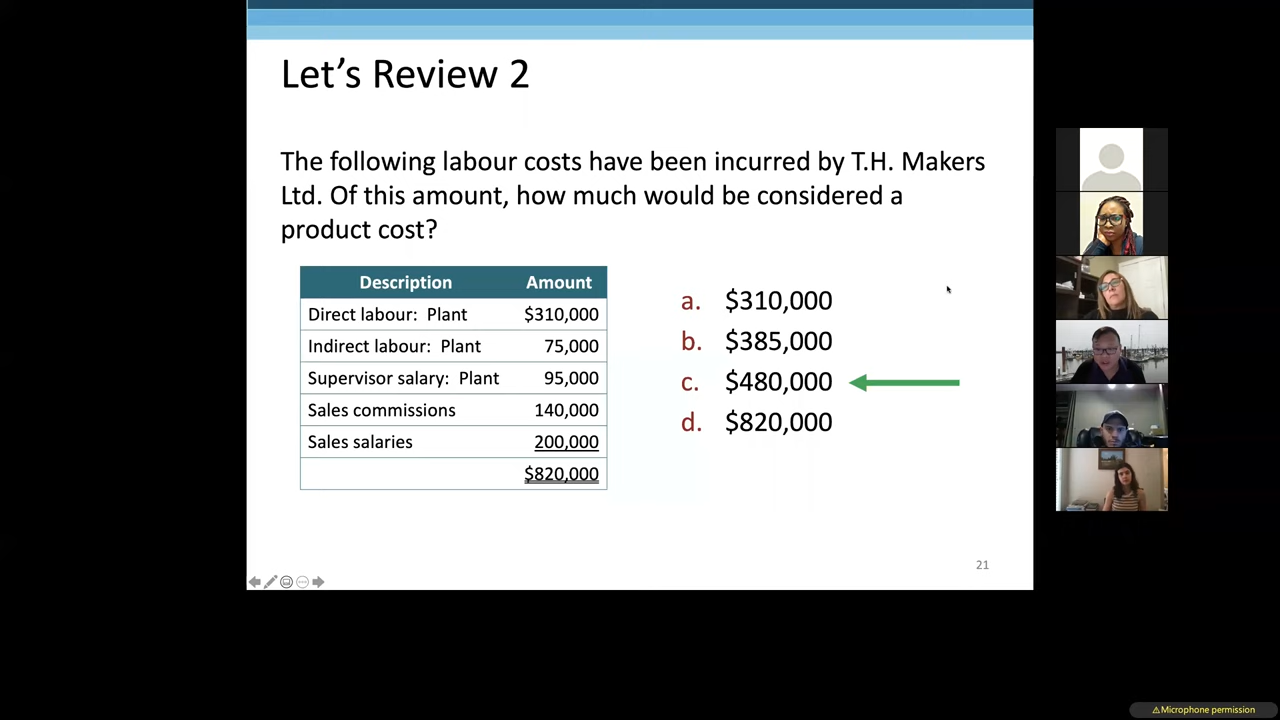 Let’s Review 2
The following labour costs have been incurred by T.H. Makers
Ltd. Of this amount, how much would be considered a
product cost?
Description Amount
Direct labour: Plant $310,000
Indirect labour: Plant 75,000
Supervisor salary: Plant 95,000
Sales commissions 140,000
Sales salaries 200,000
$820,000
a. $310,000
b. $385,000
c. $480,000
d. $820,000
21
⚠Microphone permission